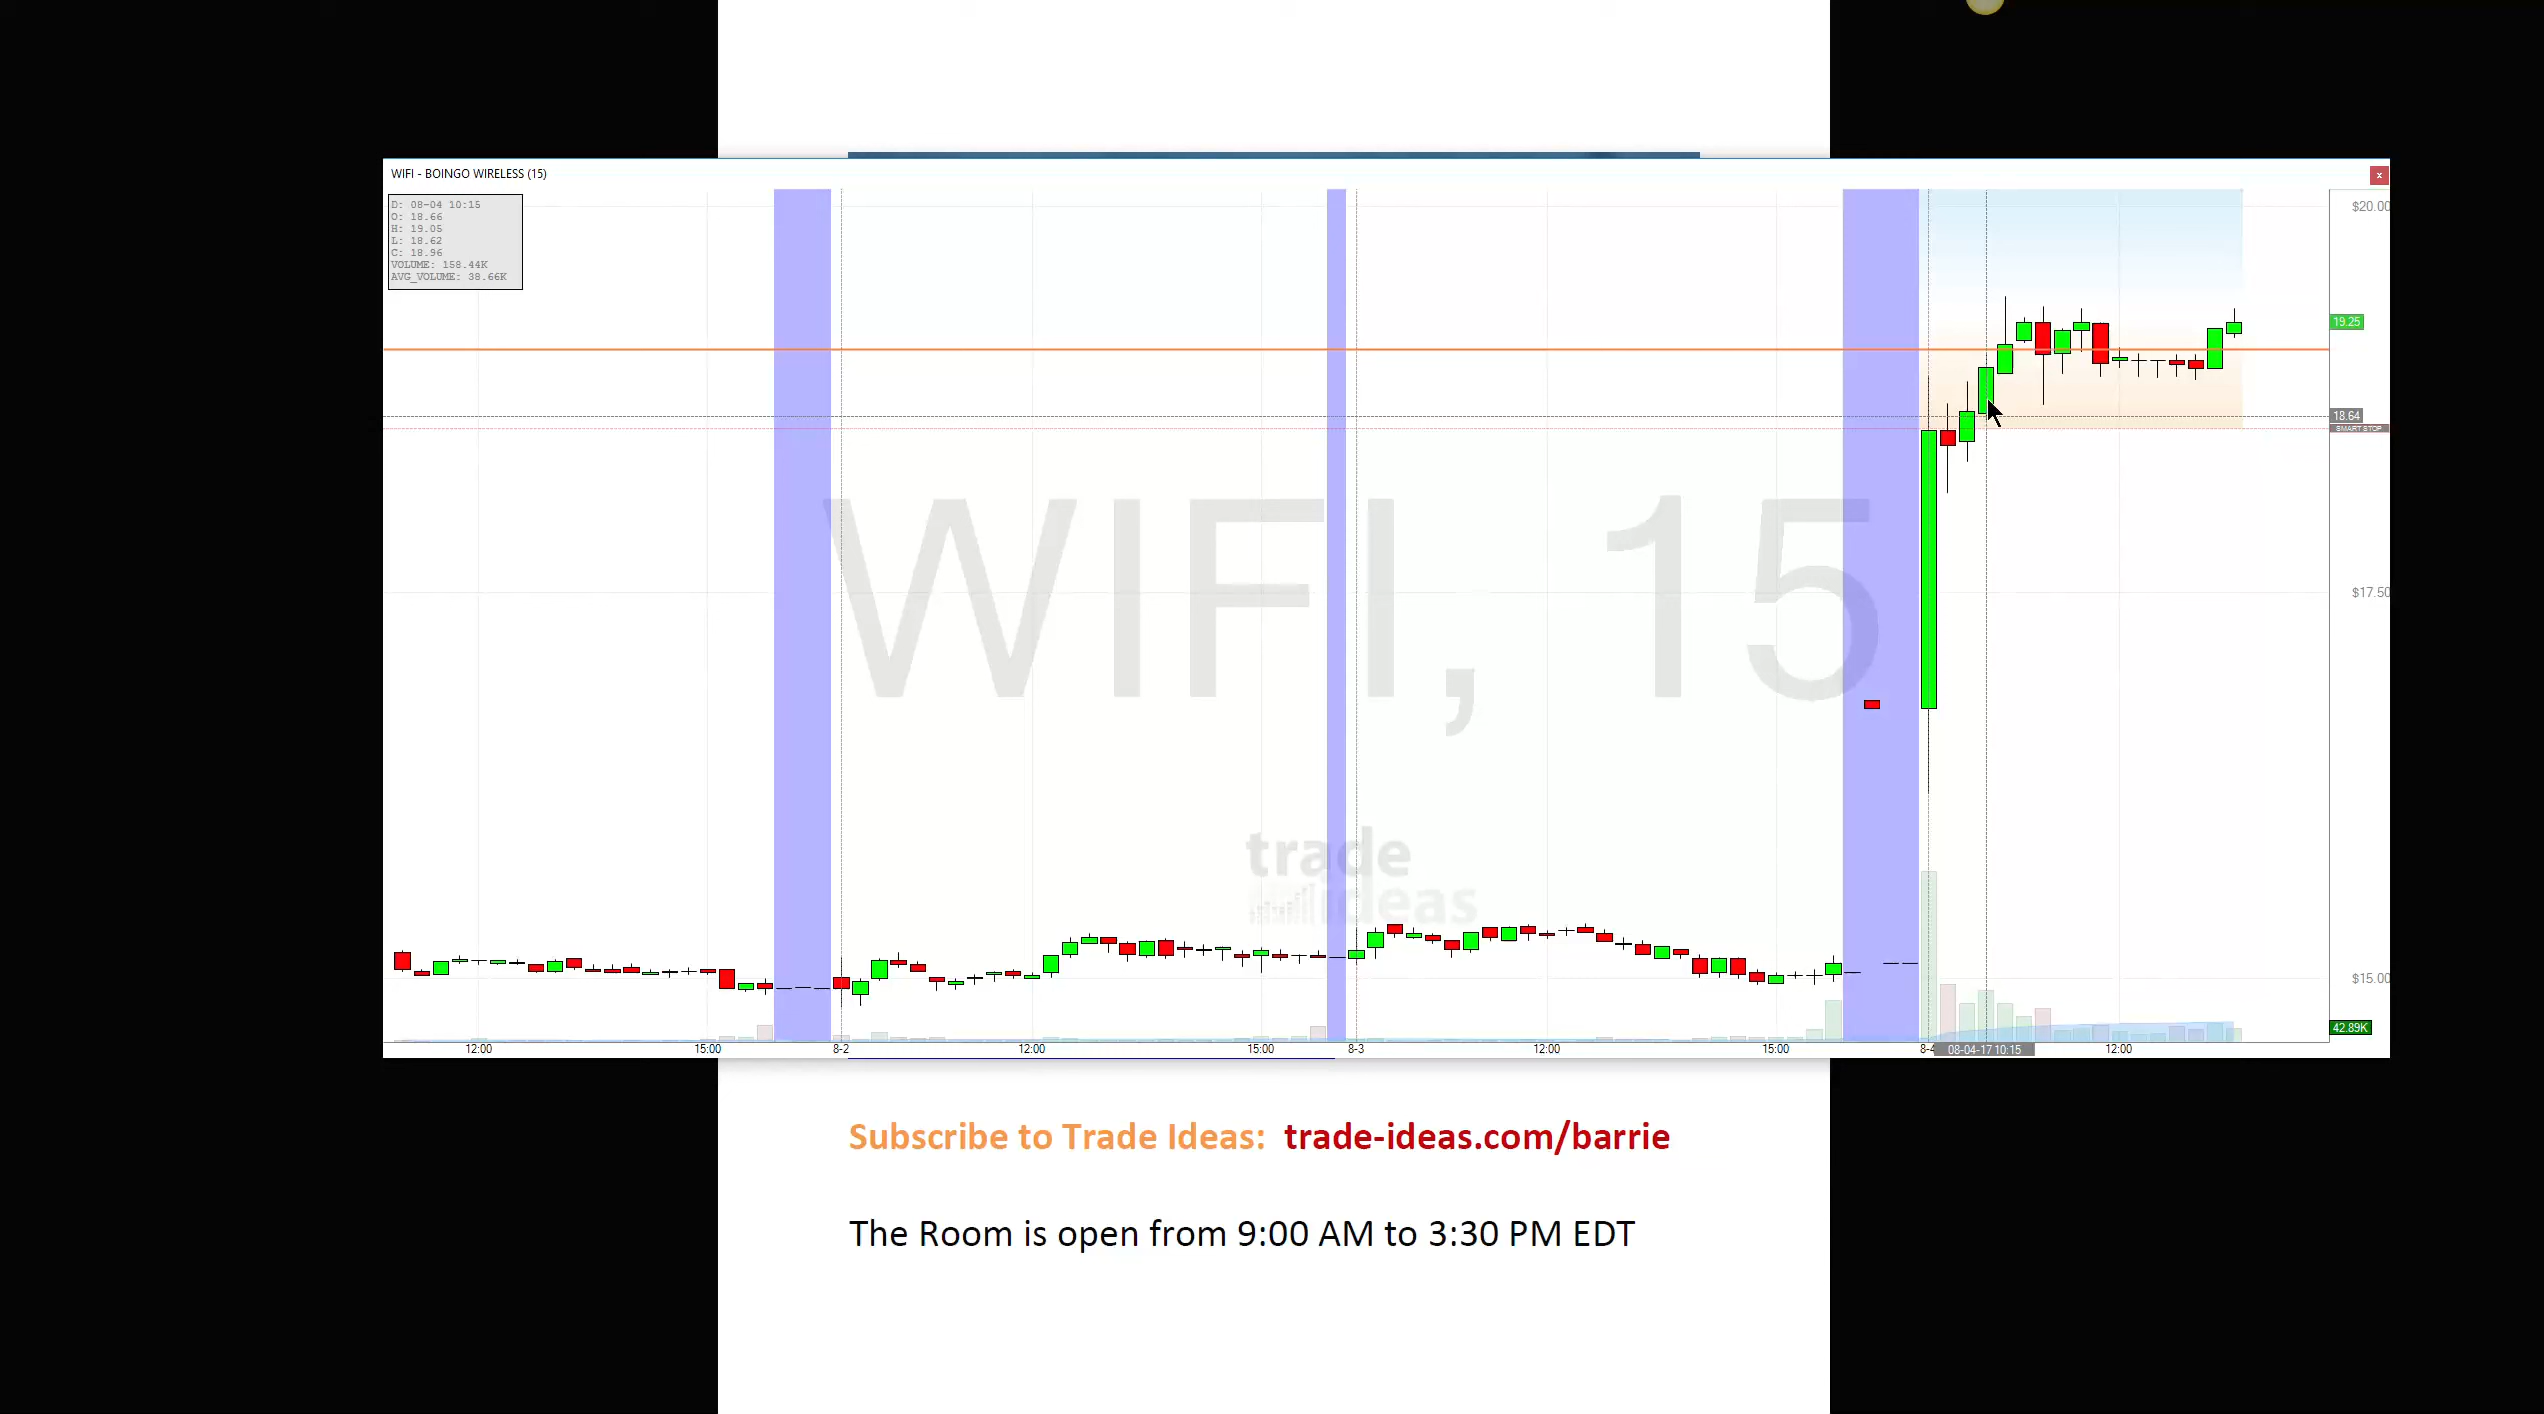 WIFI - BOINGO WIRELESS (15)
x
D: 08-04 10:15
O: 18.66
H: 19.05
L: 18.62
C: 18.96
VOLUME: 158.44K
AVG_VOLUME: 38.66K
$20.00
19.25
18.64
SMART STOP
WIFI, 15
$17.50
trade
ideas
$15.00
42.89K
12:00 15:00 8-2 12:00 15:00 8-3 12:00 15:00 8-4 08-04-17 10:15 12:00
Subscribe to Trade Ideas: trade-ideas.com/barrie
The Room is open from 9:00 AM to 3:30 PM EDT